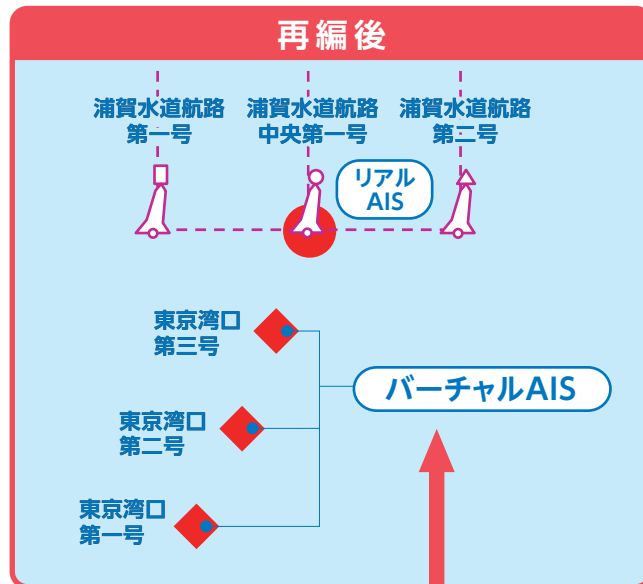 再編後
浦賀水道航路
第一号
浦賀水道航路
中央第一号
浦賀水道航路
第二号
リアル
AIS
東京湾口
第三号
バーチャルAIS
東京湾口
第二号
東京湾口
第一号